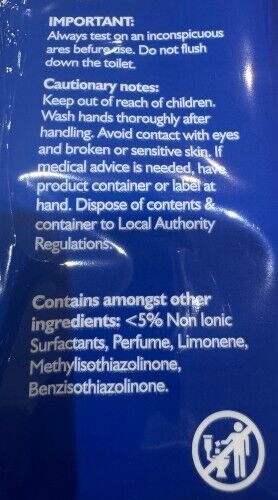 IMPORTANT:
Always test on an inconspicuous
ares before use. Do not flush
down the toilet.
Cautionary notes:
Keep out of reach of children.
Wash hands thoroughly after
handling. Avoid contact with eyes
and broken or sensitive skin. If
medical advice is needed, have
product container or label at
hand. Dispose of contents &
container to Local Authority
Regulations.
Contains amongst other
ingredients: <5% Non Ionic
Surfactants, Perfume, Limonene,
Methylisothiazolinone,
Benzisothiazolinone.